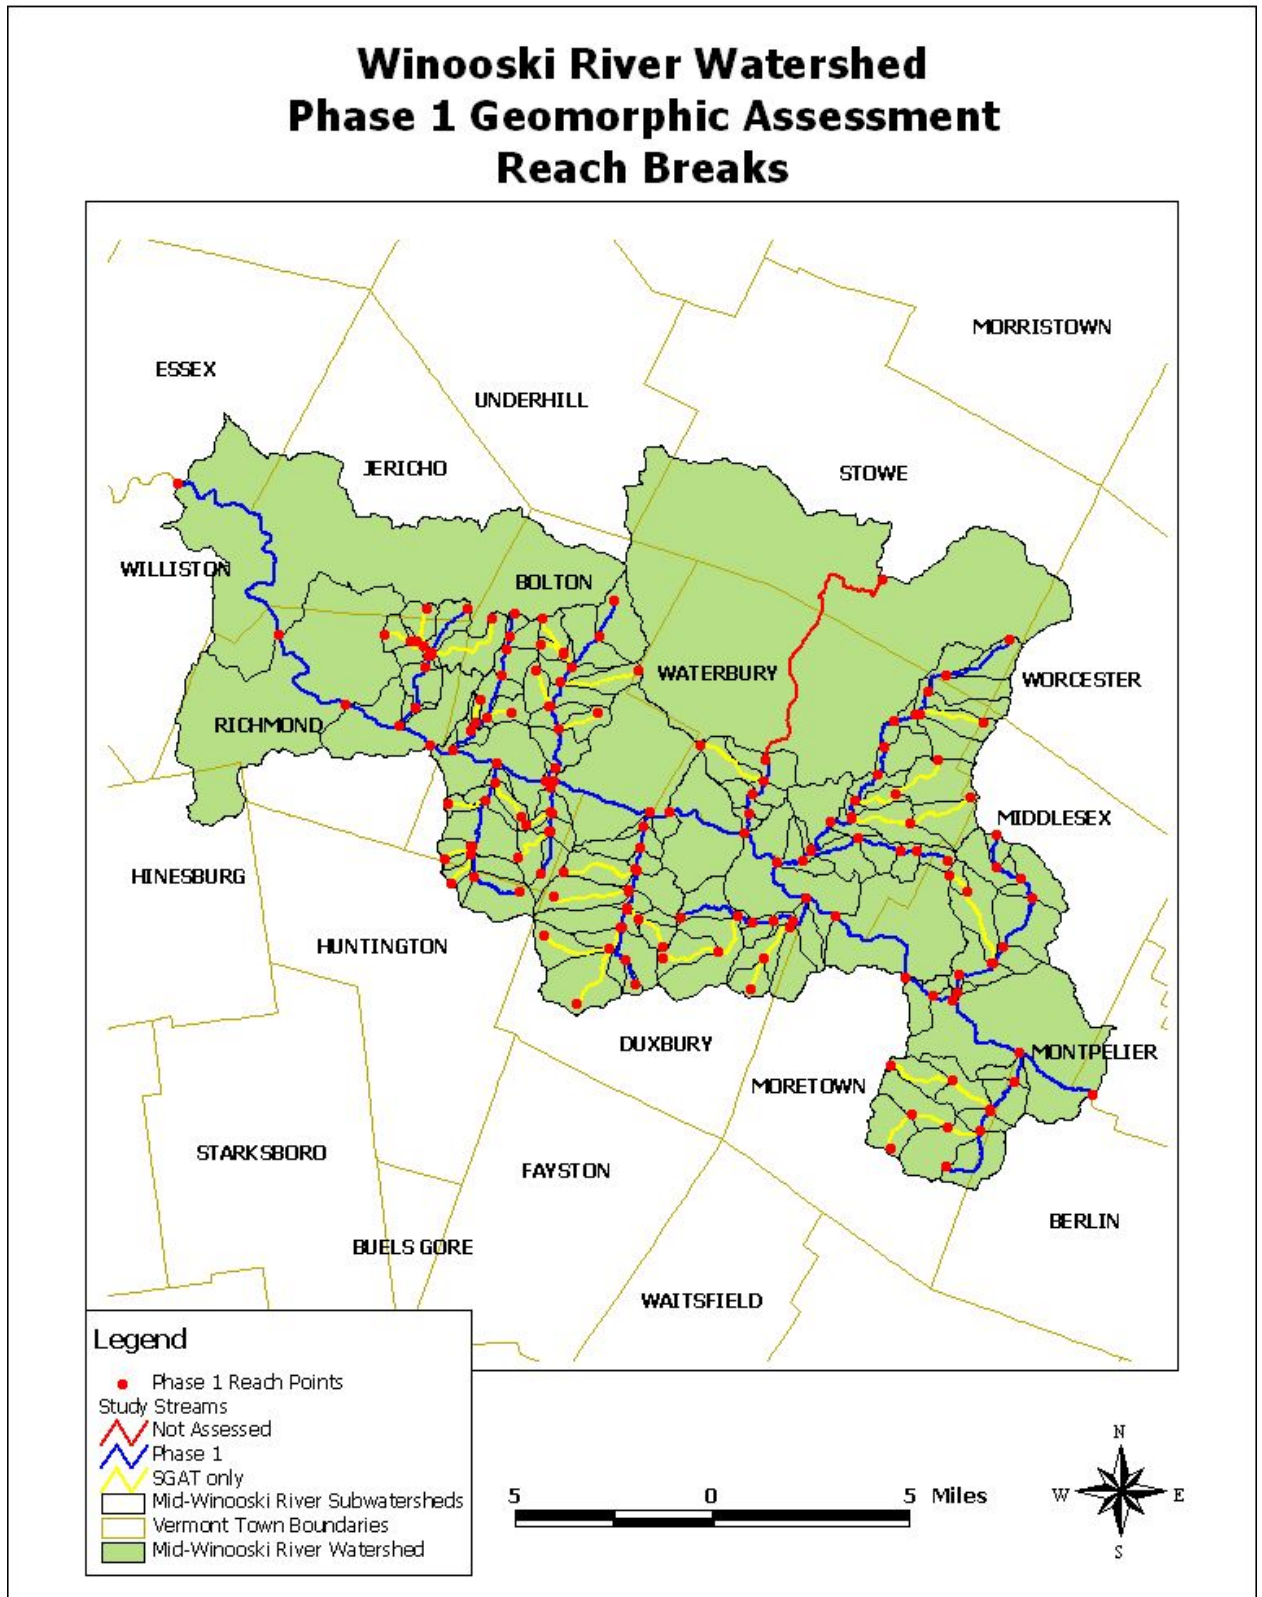 Winooski River Watershed
Phase 1 Geomorphic Assessment
Reach Breaks
MORRISTOWN
ESSEX
UNDERHILL
JERICHO
STOWE
WILLISTON
BOLTON
WATERBURY
WORCESTER
RICHMOND
MIDDLESEX
HINESBURG
HUNTINGTON
DUXBURY
MONTPELIER
MORETOWN
STARKSBORO
FAYSTON
BERLIN
BUELS GORE
WAITSFIELD
Legend
Phase 1 Reach Points
Study Streams
Not Assessed
Phase 1
SGAT only
Mid-Winooski River Subwatersheds
Vermont Town Boundaries
Mid-Winooski River Watershed
5 0 5 Miles
N
W E
S